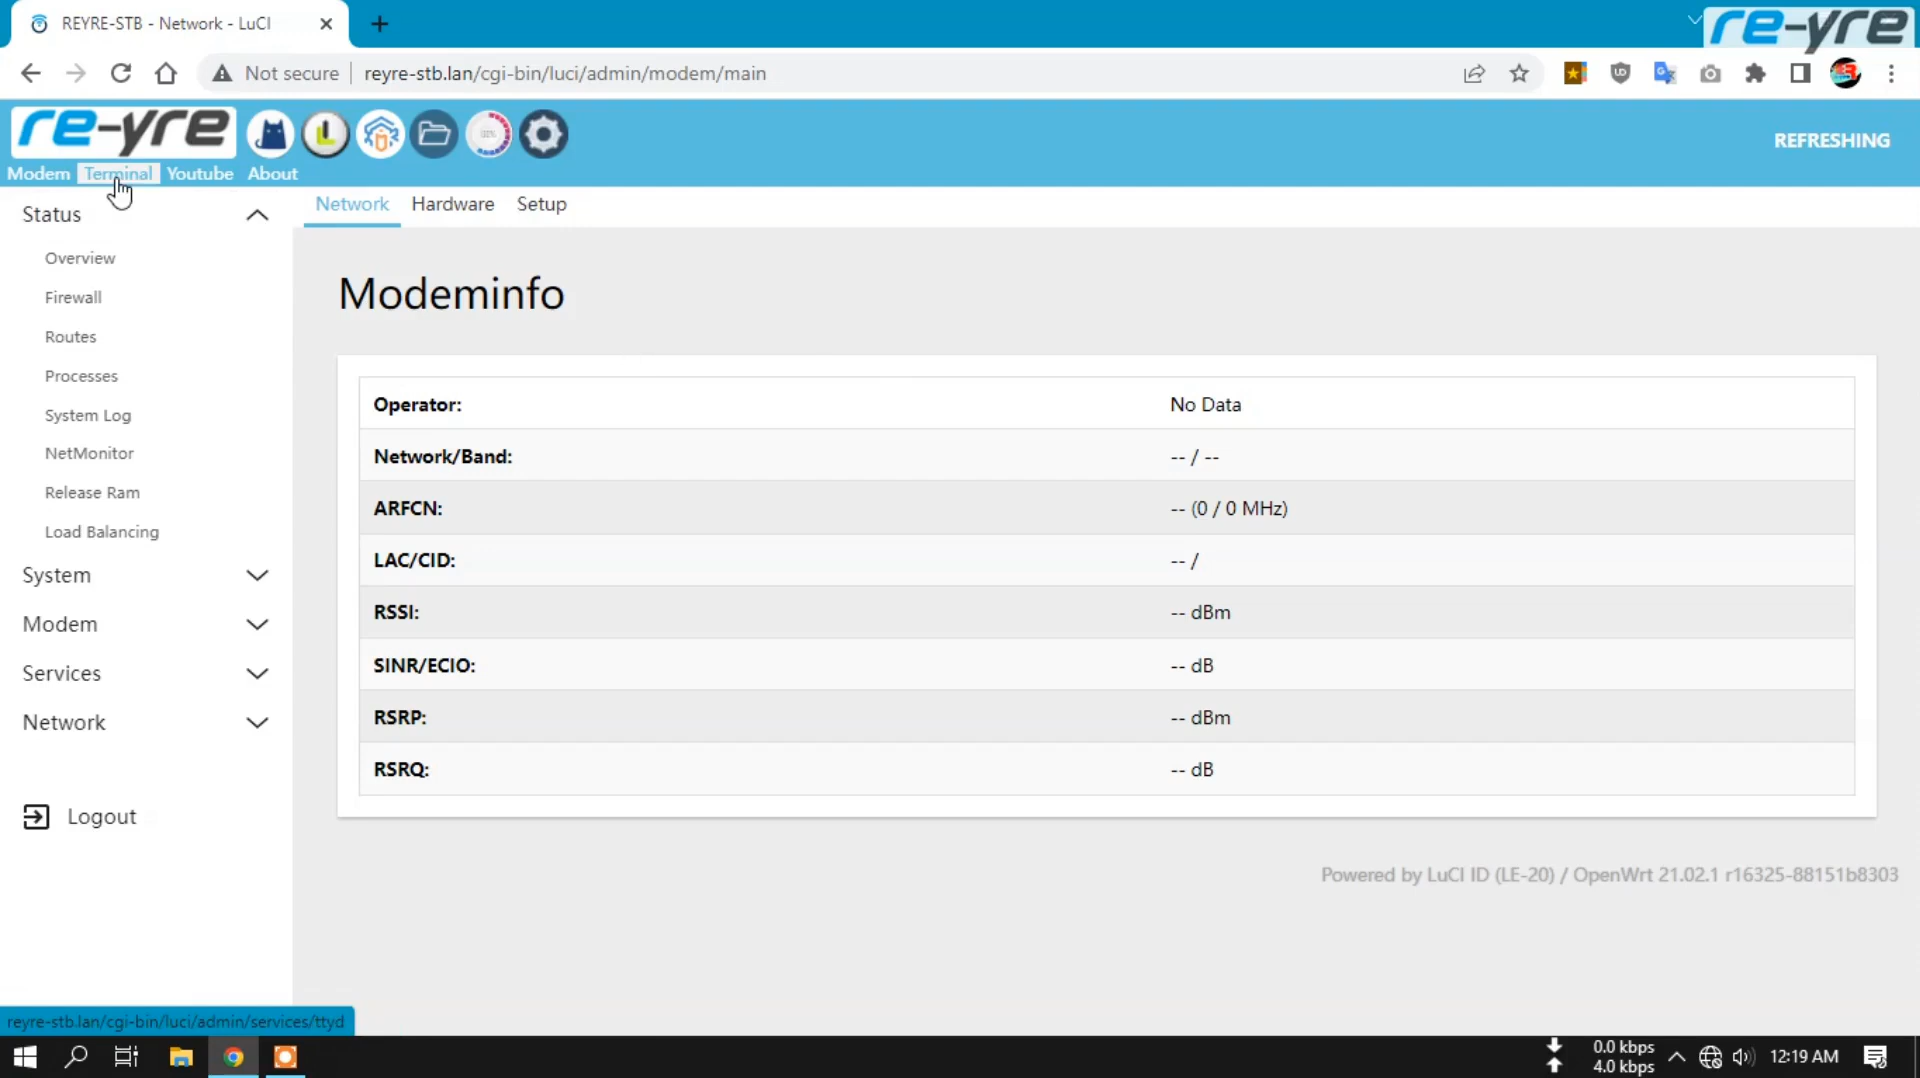 REYRE-STB - Network - LuCI
re-yre
Not secure
reyre-stb.lan/cgi-bin/luci/admin/modem/main
re-yre
REFRESHING
Modem Terminal Youtube About
Status
Network Hardware Setup
Overview
Firewall
Routes
Processes
System Log
NetMonitor
Release Ram
Load Balancing
System
Modem
Services
Network
Logout
Modeminfo
Operator: No Data
Network/Band: -- / --
ARFCN: -- (0 / 0 MHz)
LAC/CID: -- /
RSSI: -- dBm
SINR/ECIO: -- dB
RSRP: -- dBm
RSRQ: -- dB
Powered by LuCI ID (LE-20) / OpenWrt 21.02.1 r16325-88151b8303
reyre-stb.lan/cgi-bin/luci/admin/services/ttyd
0.0 kbps
4.0 kbps
12:19 AM